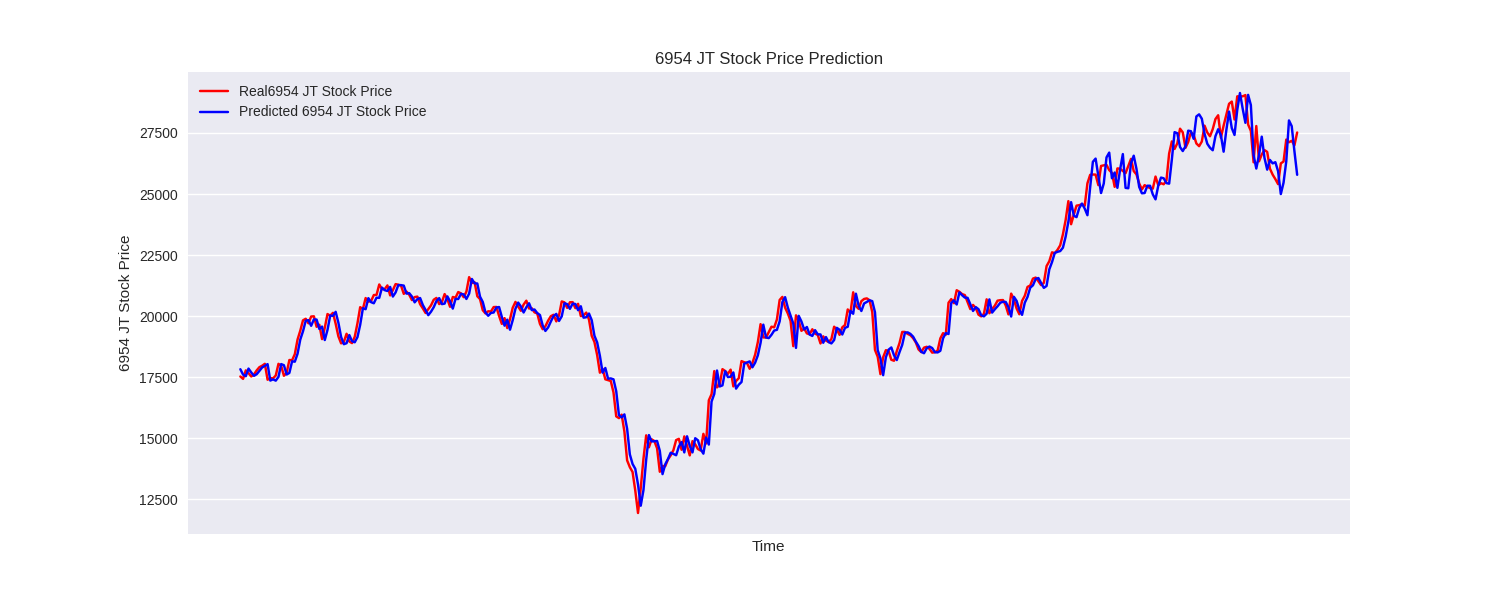 6954 JT Stock Price Prediction
Real6954 JT Stock Price
Predicted 6954 JT Stock Price
27500
25000
22500
20000
17500
15000
12500
6954 JT Stock Price
Time